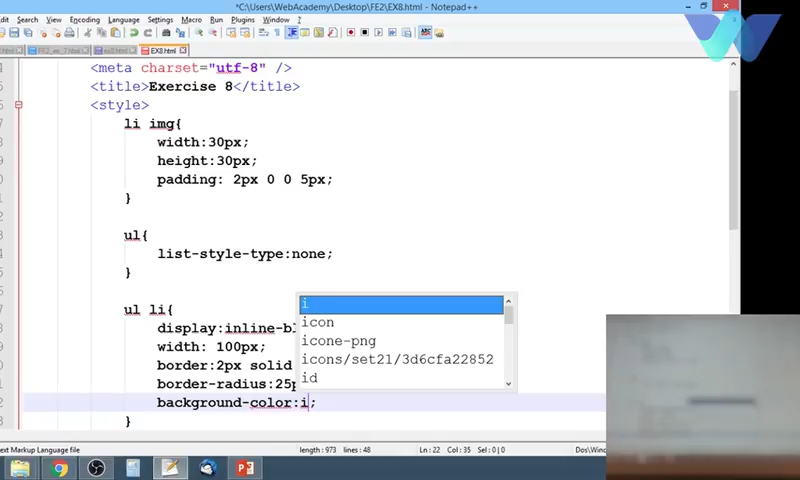 *C:\Users\WebAcademy\Desktop\FE2\EX8.html - Notepad++
Search View Encoding Language Settings Macro Run Plugins Window ?
EX8.html
<meta charset="utf-8" />
<title>Exercise 8</title>
<style>
li img{
width:30px;
height:30px;
padding: 2px 0 0 5px;
}
ul{
list-style-type:none;
}
ul li{
display:inline-bl
width: 100px;
border:2px solid
border-radius:25p
background-color:i;
}
i
icon
icone-png
icons/set21/3d6cfa22852
id
ext Markup Language file
length : 973 lines : 48
Ln : 22 Col : 35 Sel : 0 | 0
Dos\Windo